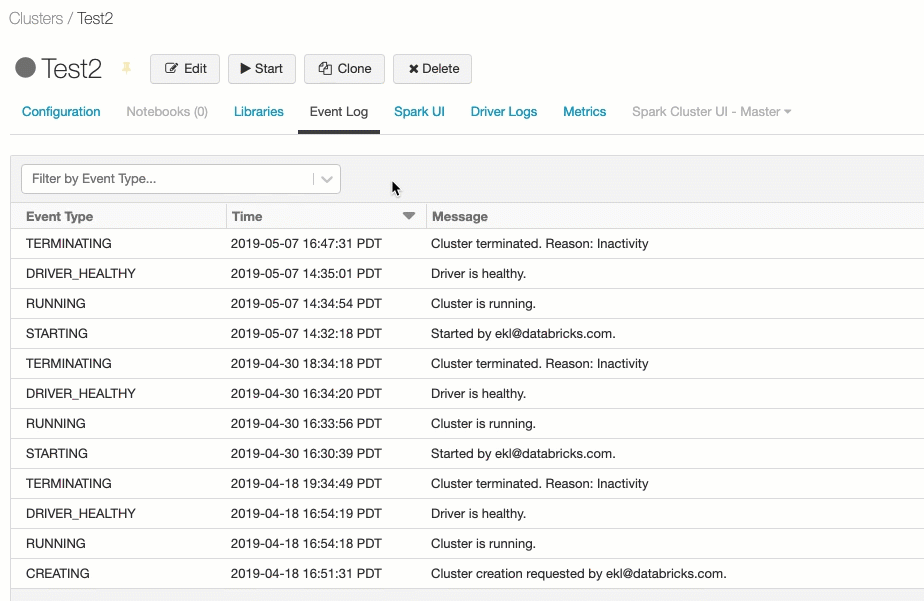 Clusters / Test2
Test2 Edit Start Clone Delete
Configuration Notebooks (0) Libraries Event Log Spark UI Driver Logs Metrics Spark Cluster UI - Master
Filter by Event Type...
Event Type Time Message
TERMINATING 2019-05-07 16:47:31 PDT Cluster terminated. Reason: Inactivity
DRIVER_HEALTHY 2019-05-07 14:35:01 PDT Driver is healthy.
RUNNING 2019-05-07 14:34:54 PDT Cluster is running.
STARTING 2019-05-07 14:32:18 PDT Started by ekl@databricks.com.
TERMINATING 2019-04-30 18:34:18 PDT Cluster terminated. Reason: Inactivity
DRIVER_HEALTHY 2019-04-30 16:34:20 PDT Driver is healthy.
RUNNING 2019-04-30 16:33:56 PDT Cluster is running.
STARTING 2019-04-30 16:30:39 PDT Started by ekl@databricks.com.
TERMINATING 2019-04-18 19:34:49 PDT Cluster terminated. Reason: Inactivity
DRIVER_HEALTHY 2019-04-18 16:54:19 PDT Driver is healthy.
RUNNING 2019-04-18 16:54:18 PDT Cluster is running.
CREATING 2019-04-18 16:51:31 PDT Cluster creation requested by ekl@databricks.com.